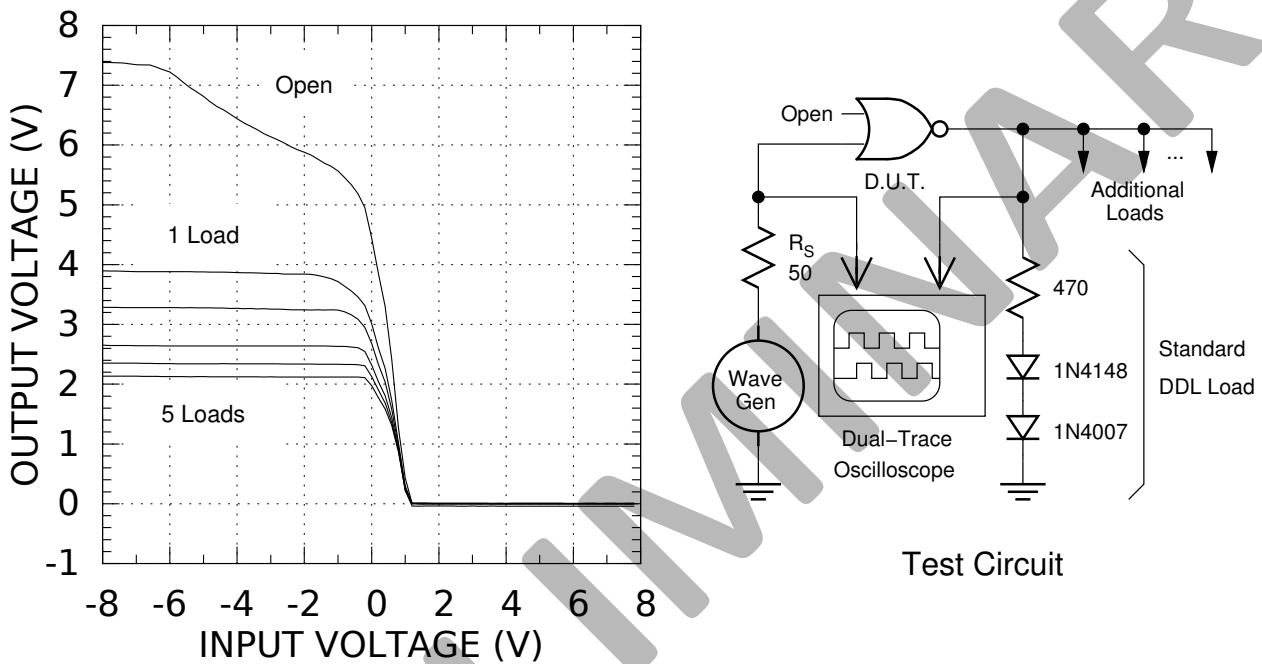 8
7
6
5
4
3
2
1
0
-1
OUTPUT VOLTAGE (V)
Open
1 Load
5 Loads
-8 -6 -4 -2 0 2 4 6 8
INPUT VOLTAGE (V)
Open
D.U.T.
...
Additional
Loads
RS
50
470
Wave
Gen
1N4148
1N4007
Standard
DDL Load
Dual−Trace
Oscilloscope
Test Circuit
IMINAR